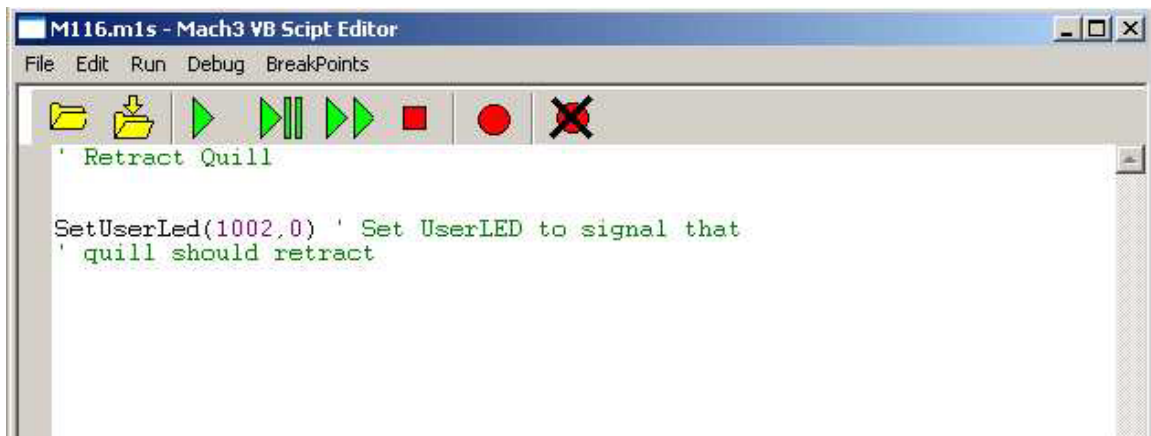 M116.m1s - Mach3 VB Scipt Editor
File Edit Run Debug BreakPoints
' Retract Quill
SetUserLed(1002,0) ' Set UserLED to signal that
' quill should retract